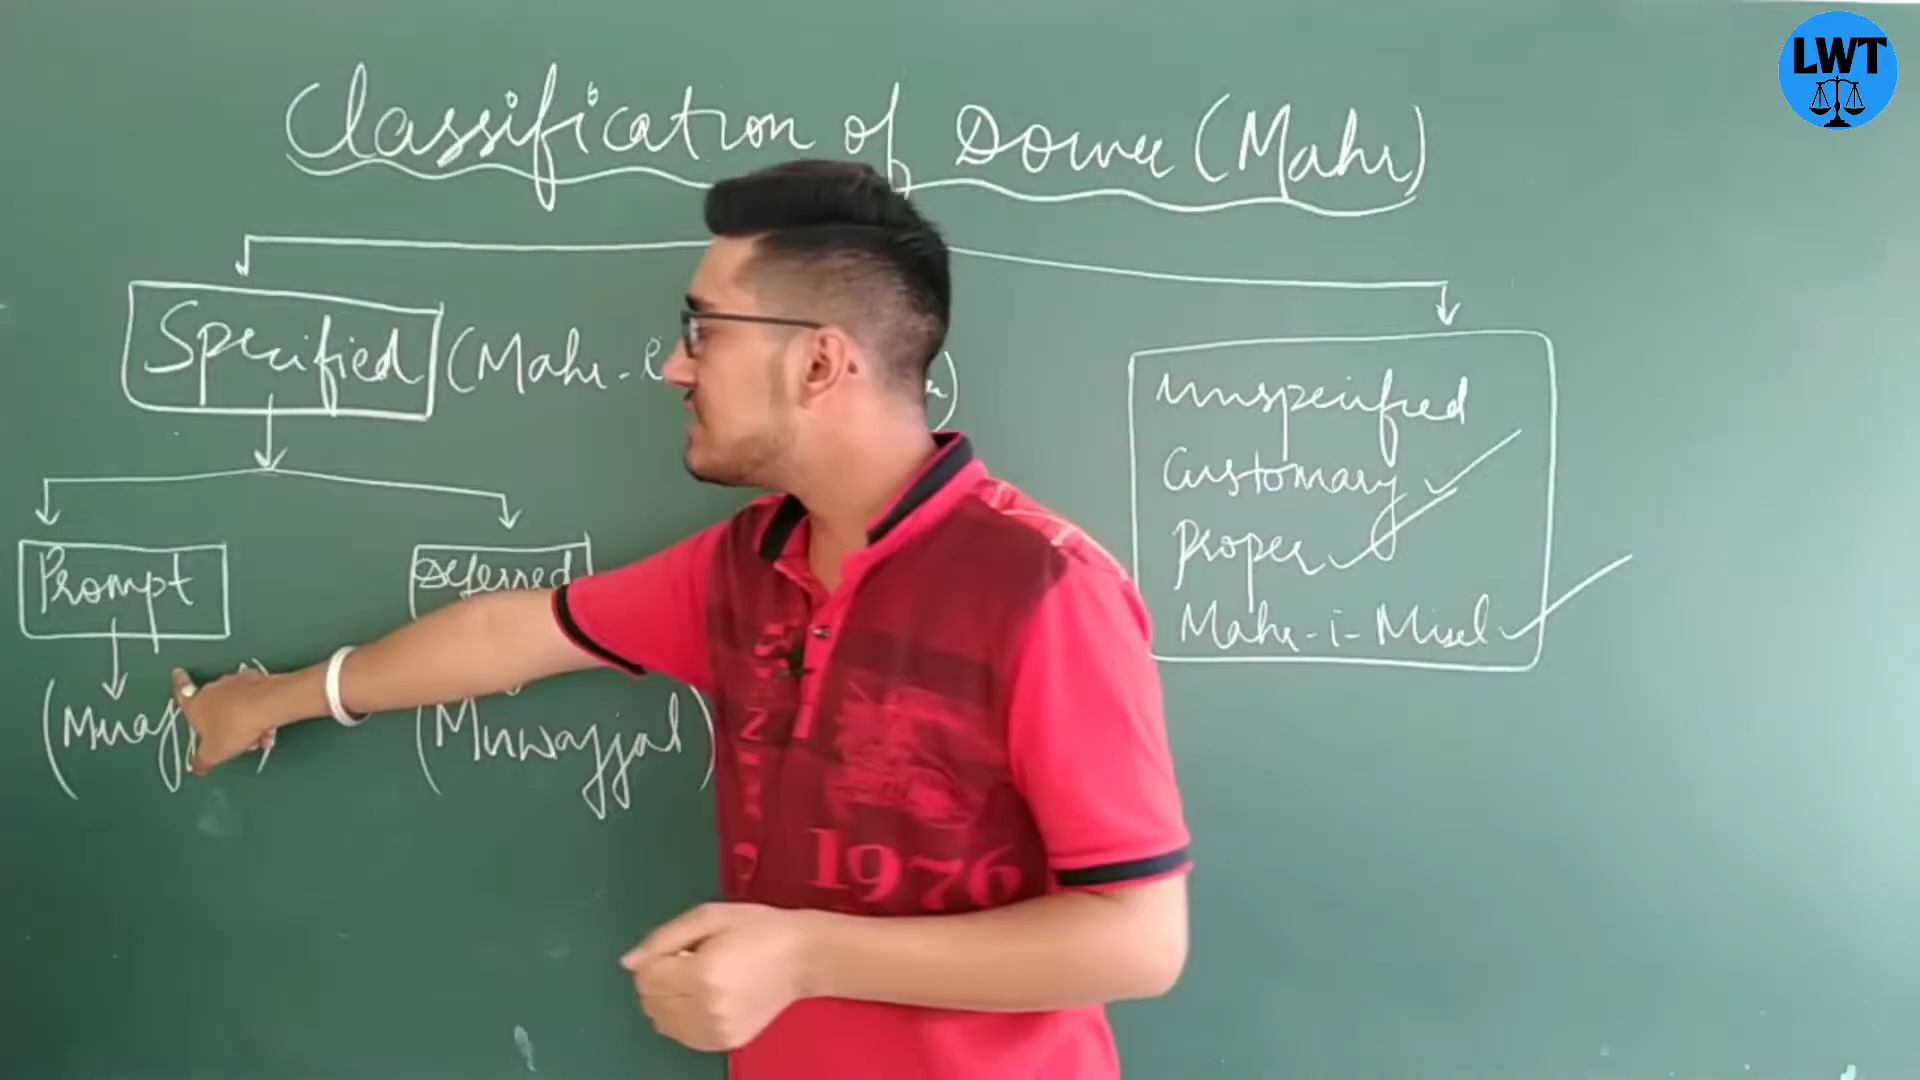 LWT
Classification of Dower (Mahr)
Specified (Mahr-
unspecified
Customary
Proper
Mahr-i-Misl
Prompt
Deferred
(Muwajjal)
1976